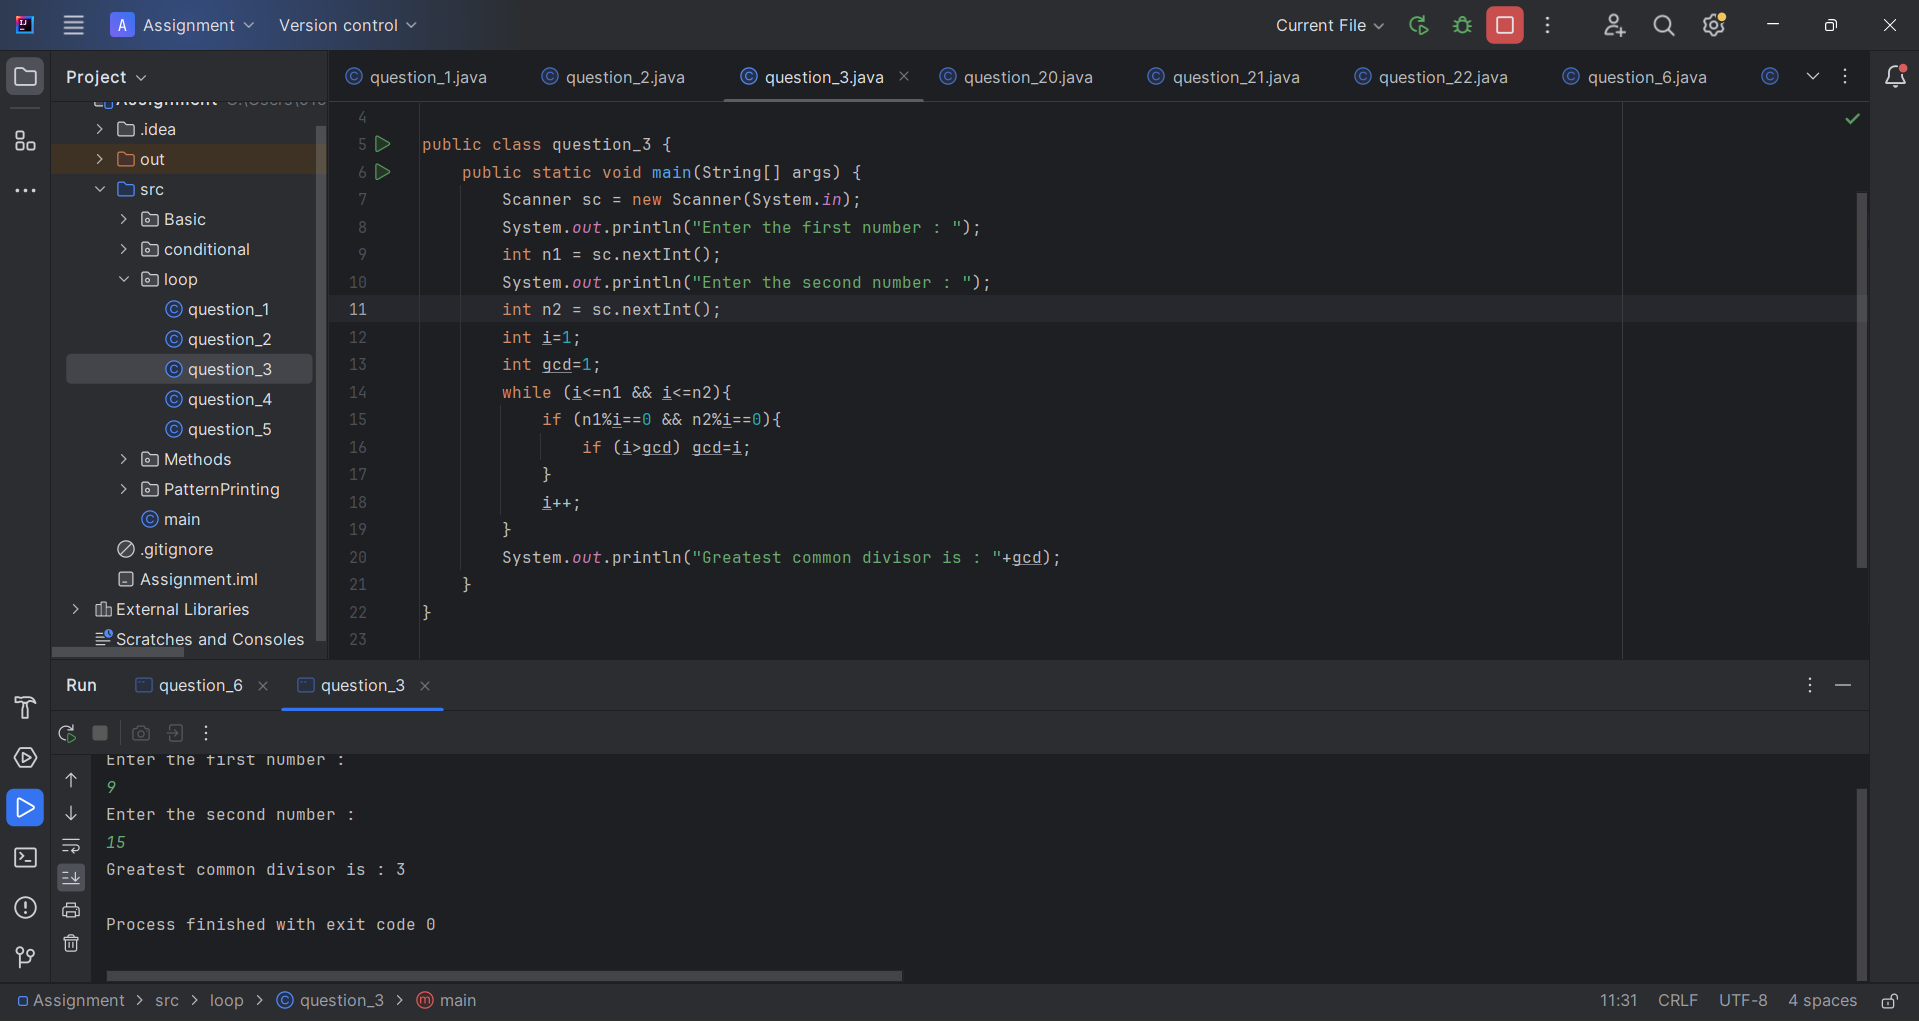 A Assignment Version control Current File
Project
question_1.java question_2.java question_3.java question_20.java question_21.java question_22.java question_6.java
Assignment
.idea
out
src
Basic
conditional
loop
question_1
question_2
question_3
question_4
question_5
Methods
PatternPrinting
main
.gitignore
Assignment.iml
External Libraries
Scratches and Consoles
4
5 public class question_3 {
6 public static void main(String[] args) {
7 Scanner sc = new Scanner(System.in);
8 System.out.println("Enter the first number : ");
9 int n1 = sc.nextInt();
10 System.out.println("Enter the second number : ");
11 int n2 = sc.nextInt();
12 int i=1;
13 int gcd=1;
14 while (i<=n1 && i<=n2){
15 if (n1%i==0 && n2%i==0){
16 if (i>gcd) gcd=i;
17 }
18 i++;
19 }
20 System.out.println("Greatest common divisor is : "+gcd);
21 }
22 }
23
Run question_6 question_3
Enter the first number :
9
Enter the second number :
15
Greatest common divisor is : 3
Process finished with exit code 0
Assignment > src > loop > question_3 > main
11:31 CRLF UTF-8 4 spaces